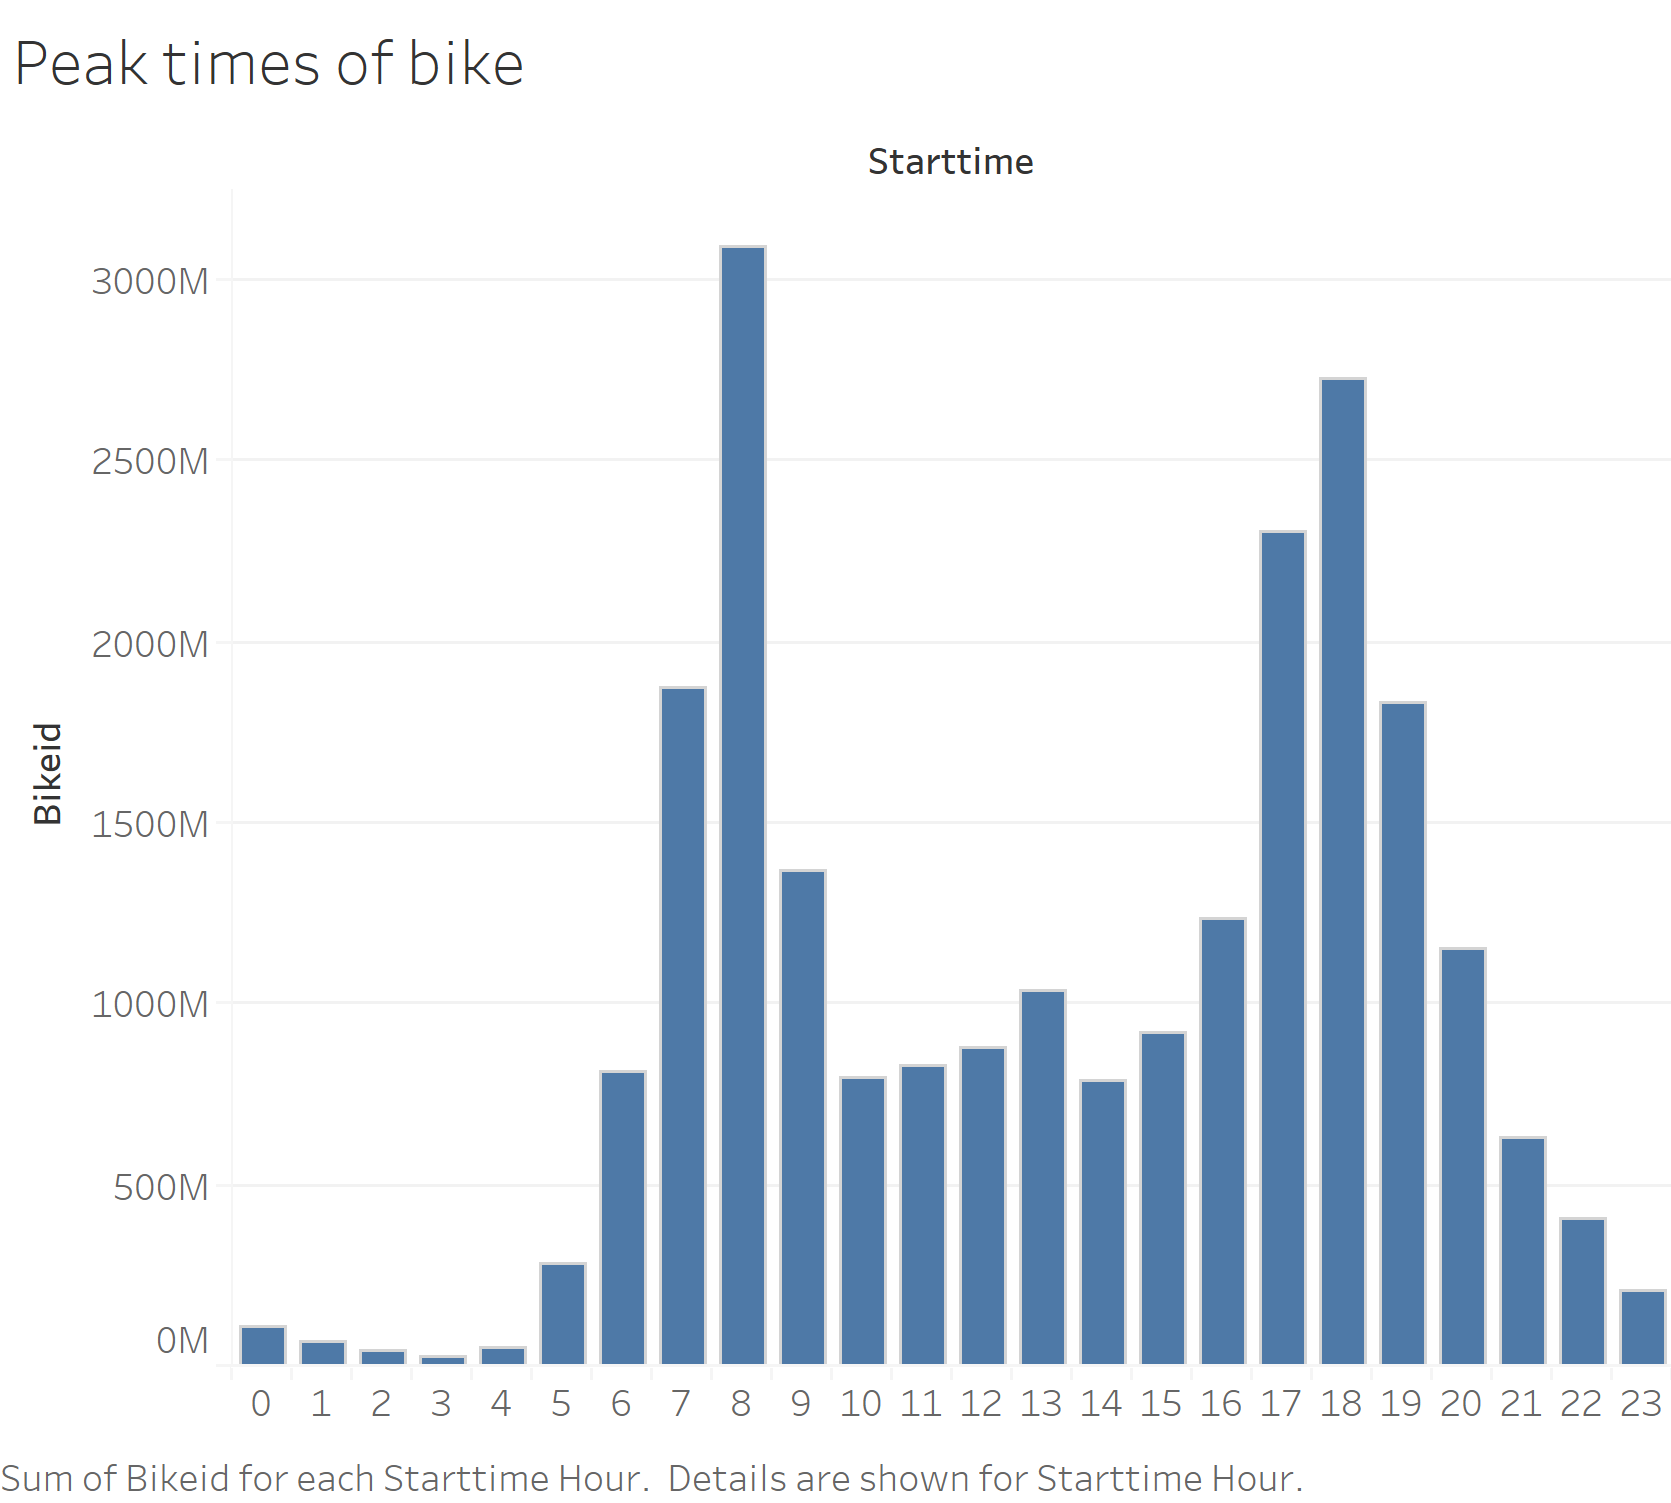 Peak times of bike
Starttime
3000M
2500M
2000M
1500M
1000M
500M
0M
Bikeid
0 1 2 3 4 5 6 7 8 9 10 11 12 13 14 15 16 17 18 19 20 21 22 23
Sum of Bikeid for each Starttime Hour. Details are shown for Starttime Hour.